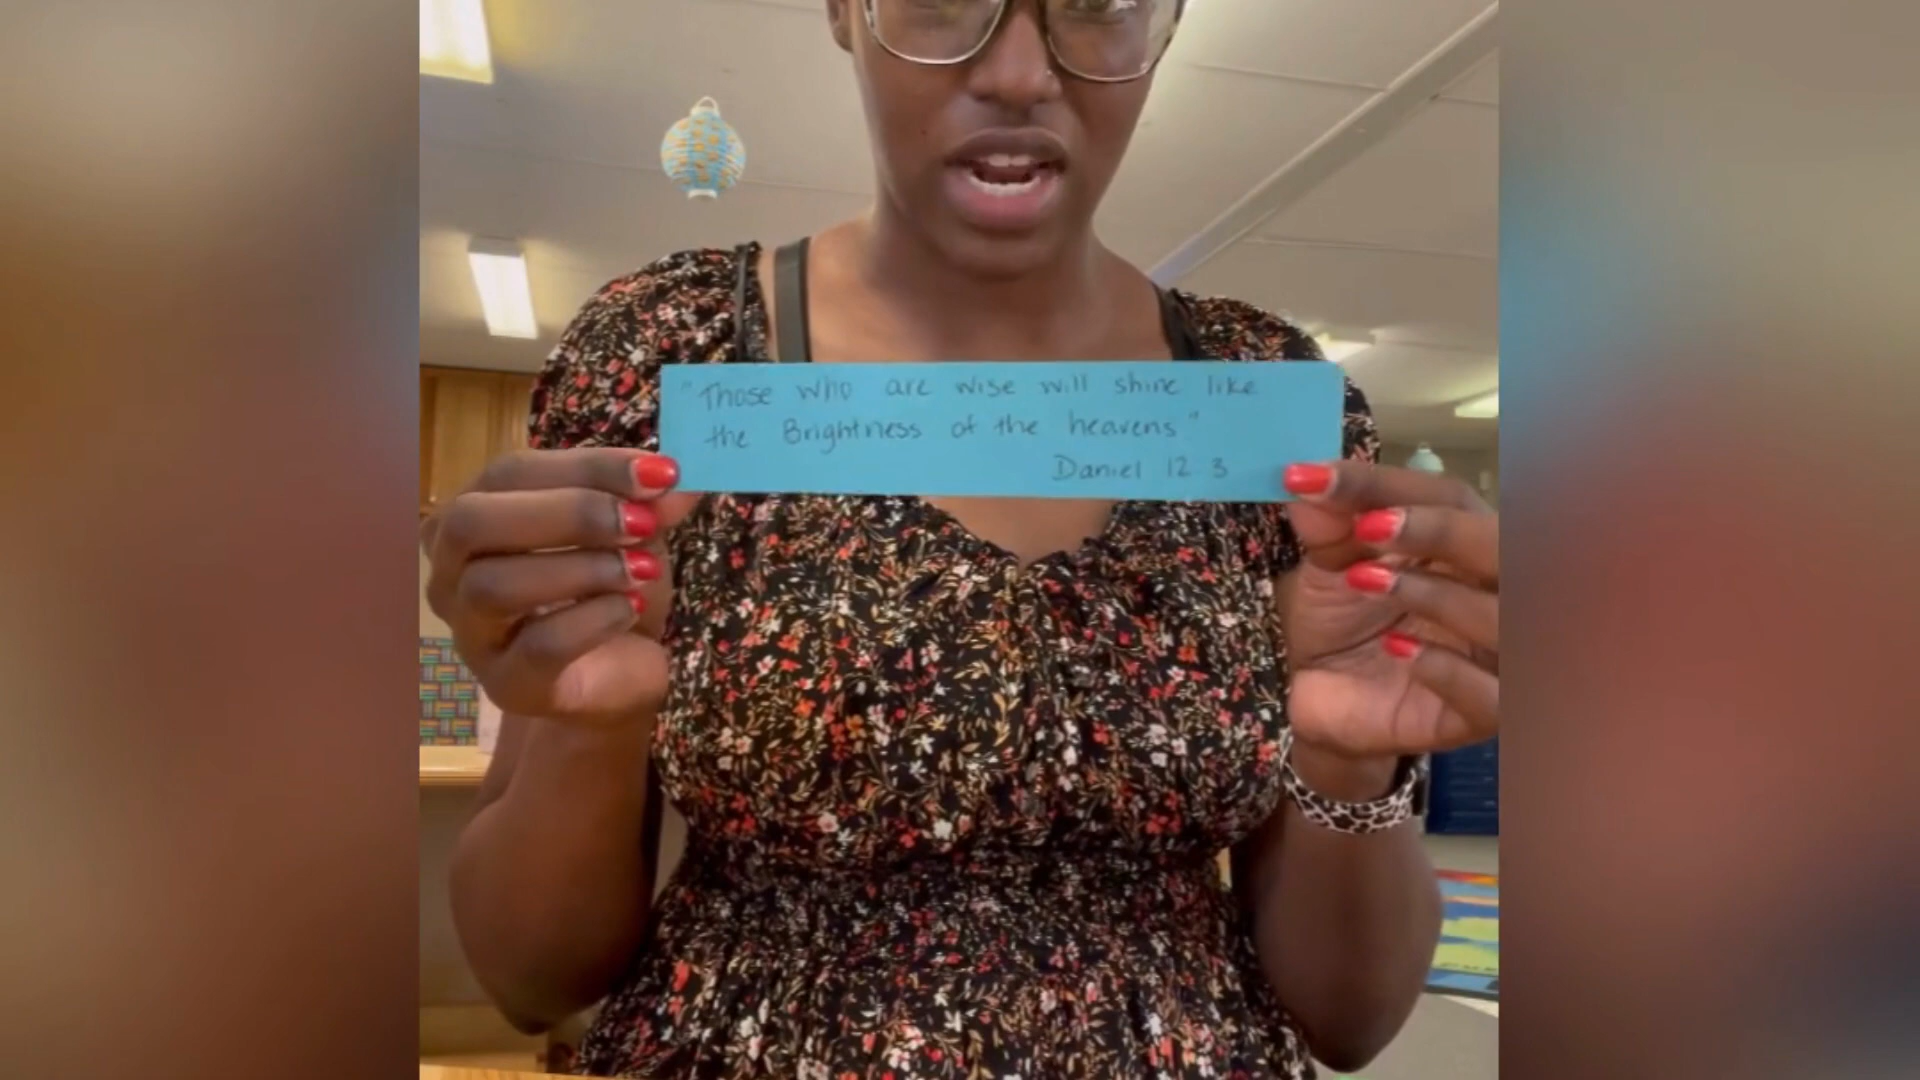 "Those who are wise will shine like
the Brightness of the heavens"
Daniel 12 3